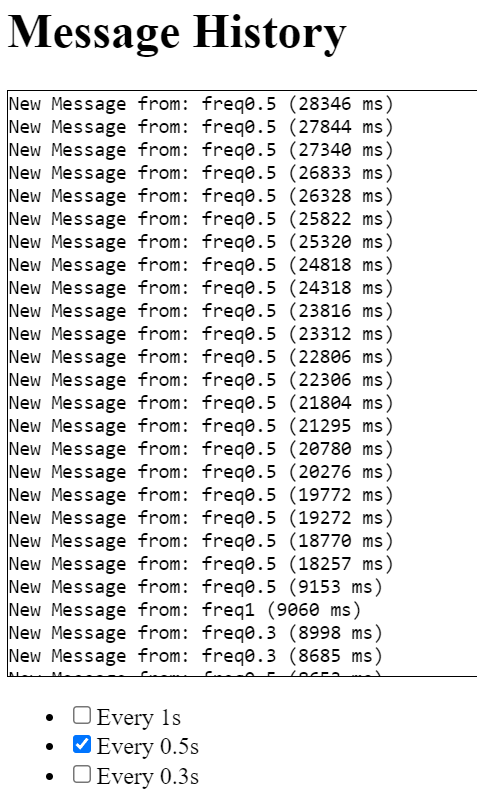 Message History
New Message from: freq0.5 (28346 ms)
New Message from: freq0.5 (27844 ms)
New Message from: freq0.5 (27340 ms)
New Message from: freq0.5 (26833 ms)
New Message from: freq0.5 (26328 ms)
New Message from: freq0.5 (25822 ms)
New Message from: freq0.5 (25320 ms)
New Message from: freq0.5 (24818 ms)
New Message from: freq0.5 (24318 ms)
New Message from: freq0.5 (23816 ms)
New Message from: freq0.5 (23312 ms)
New Message from: freq0.5 (22806 ms)
New Message from: freq0.5 (22306 ms)
New Message from: freq0.5 (21804 ms)
New Message from: freq0.5 (21295 ms)
New Message from: freq0.5 (20780 ms)
New Message from: freq0.5 (20276 ms)
New Message from: freq0.5 (19772 ms)
New Message from: freq0.5 (19272 ms)
New Message from: freq0.5 (18770 ms)
New Message from: freq0.5 (18257 ms)
New Message from: freq0.5 (9153 ms)
New Message from: freq1 (9060 ms)
New Message from: freq0.3 (8998 ms)
New Message from: freq0.3 (8685 ms)
New Message from:
Every 1s
Every 0.5s
Every 0.3s